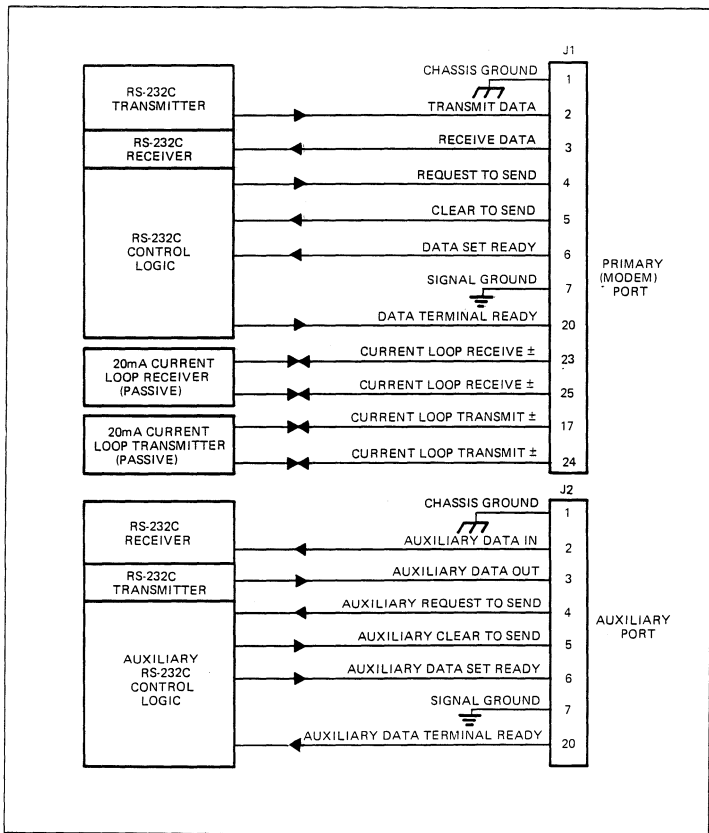 J1
CHASSIS GROUND
1
RS-232C
TRANSMITTER
TRANSMIT DATA
2
RS-232C
RECEIVER
RECEIVE DATA
3
REQUEST TO SEND
4
CLEAR TO SEND
5
RS-232C
CONTROL
LOGIC
DATA SET READY
6
SIGNAL GROUND
7
PRIMARY
(MODEM)
PORT
DATA TERMINAL READY
20
20mA CURRENT
LOOP RECEIVER
(PASSIVE)
CURRENT LOOP RECEIVE ±
23
CURRENT LOOP RECEIVE ±
25
20mA CURRENT
LOOP TRANSMITTER
(PASSIVE)
CURRENT LOOP TRANSMIT ±
17
CURRENT LOOP TRANSMIT ±
24
J2
CHASSIS GROUND
1
RS-232C
RECEIVER
AUXILIARY DATA IN
2
RS-232C
TRANSMITTER
AUXILIARY DATA OUT
3
AUXILIARY REQUEST TO SEND
4
AUXILIARY CLEAR TO SEND
5
AUXILIARY
RS-232C
CONTROL
LOGIC
AUXILIARY DATA SET READY
6
AUXILIARY
PORT
SIGNAL GROUND
7
AUXILIARY DATA TERMINAL READY
20